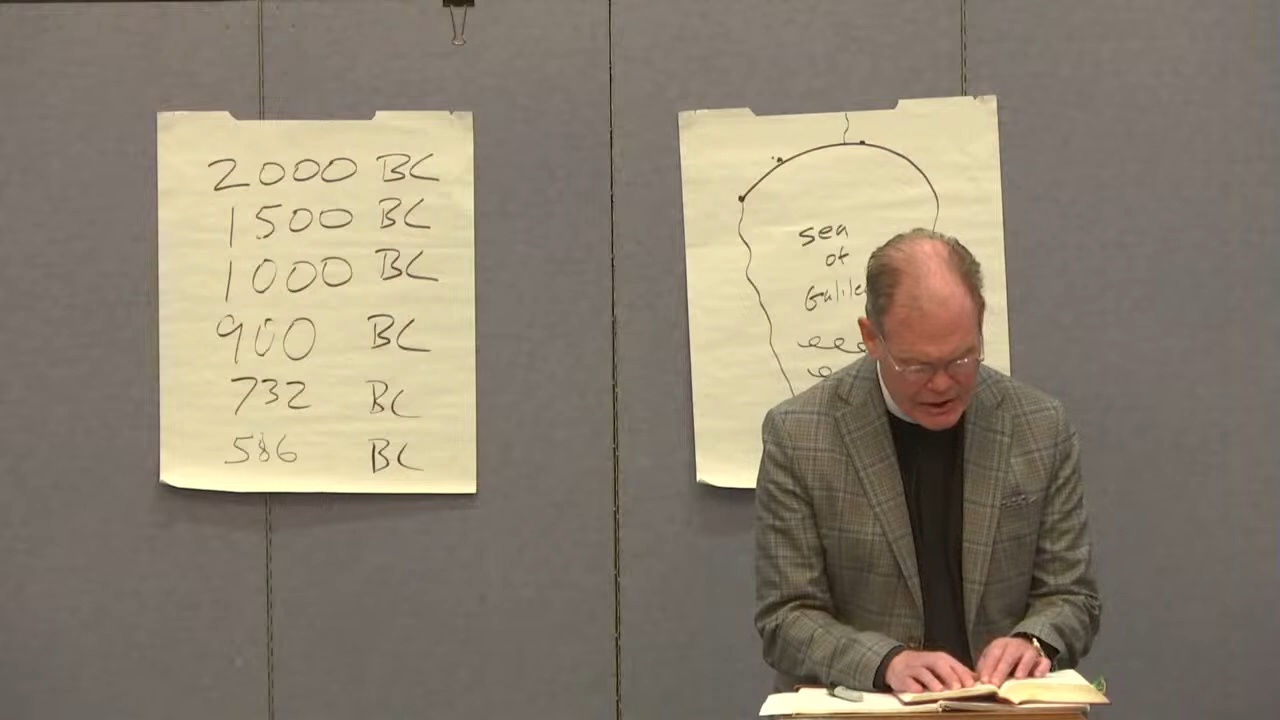 2000 BC
1500 BC
1000 BC
900 BC
732 BC
586 BC
sea
of